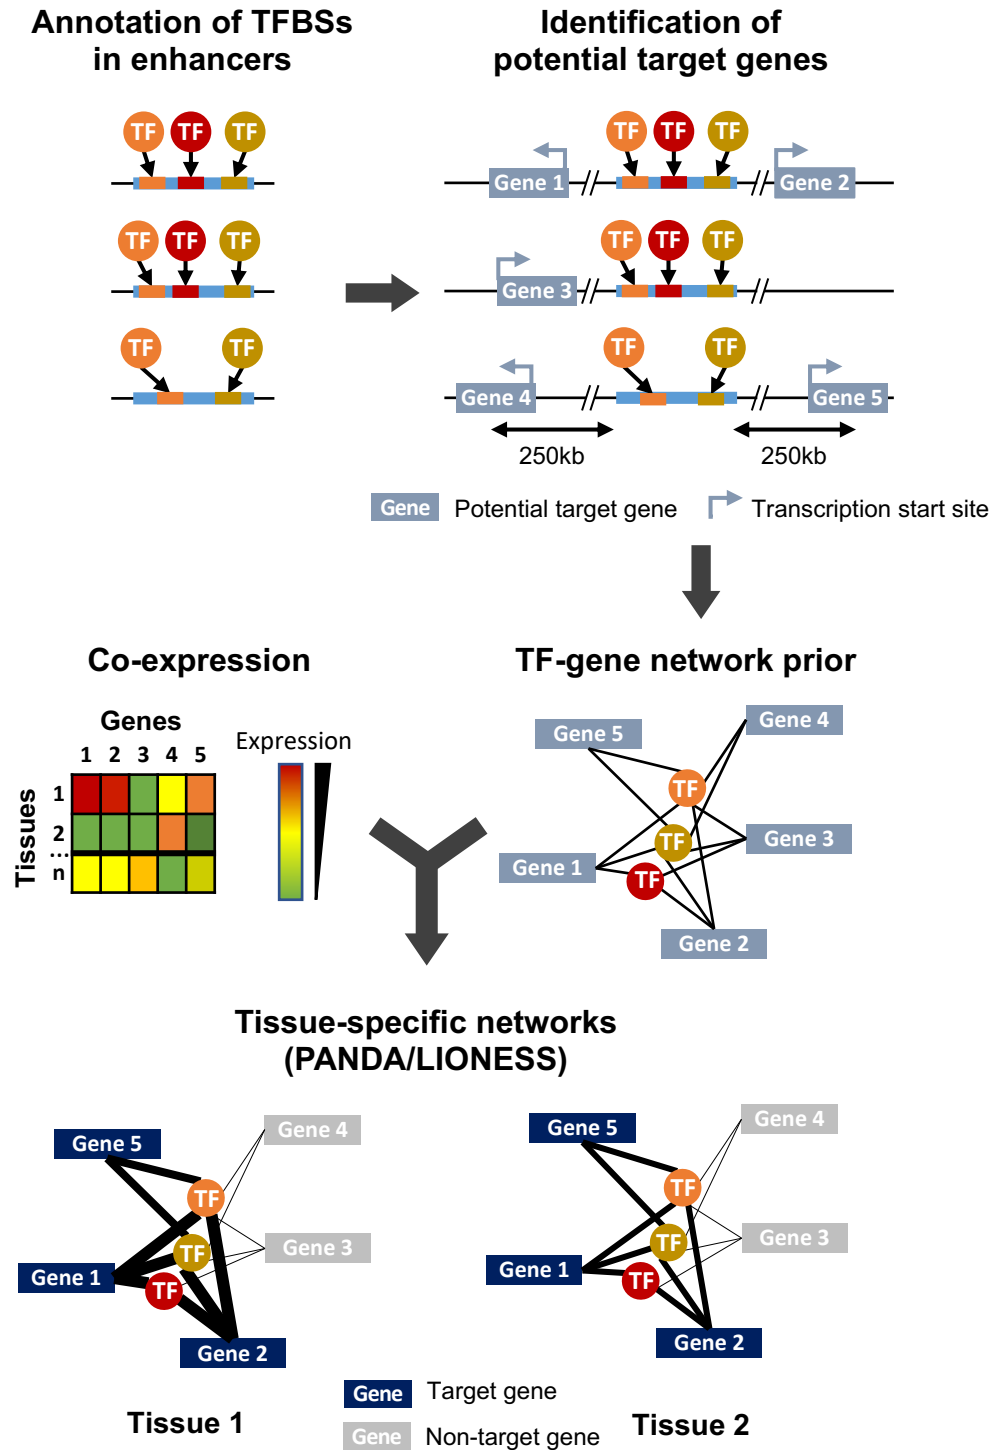 Annotation of TFBSs
in enhancers
Identification of
potential target genes
TF TF TF
TF TF TF
Gene 1
Gene 2
TF TF TF
TF TF TF
Gene 3
TF TF
TF TF
Gene 4
Gene 5
250kb
250kb
Gene Potential target gene
Transcription start site
Co-expression
TF-gene network prior
Genes
1 2 3 4 5
Tissues
1
2
...
n
Expression
Gene 5
Gene 4
TF
TF
Gene 3
Gene 1
TF
Gene 2
Tissue-specific networks
(PANDA/LIONESS)
Gene 5
Gene 4
TF
TF
Gene 3
Gene 1
TF
Gene 2
Tissue 1
Gene 5
Gene 4
TF
TF
Gene 3
Gene 1
TF
Gene 2
Tissue 2
Gene Target gene
Gene Non-target gene